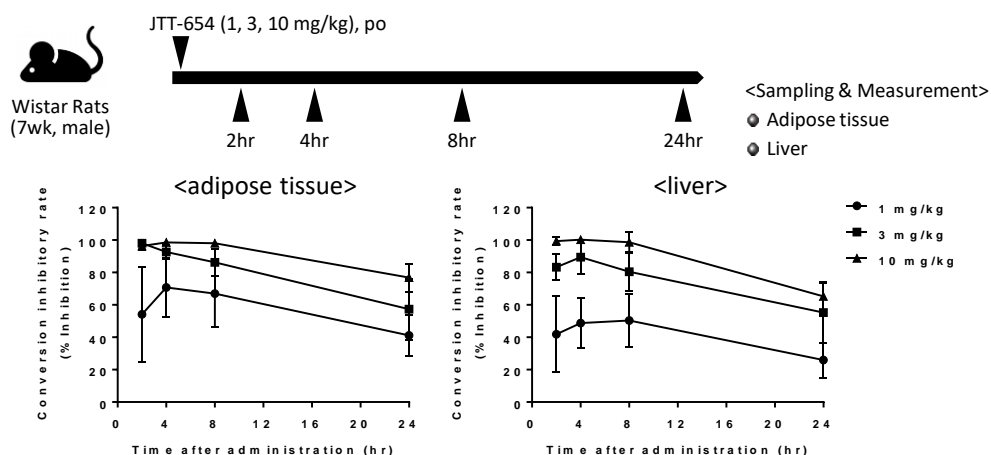 JTT-654 (1, 3, 10 mg/kg), po
Wistar Rats
(7wk, male)
2hr
4hr
8hr
24hr
<Sampling & Measurement>
Adipose tissue
Liver
<adipose tissue>
Conversion inhibitory rate
(% Inhibition)
120
100
80
60
40
20
0
0 4 8 12 16 20 24
Time after administration (hr)
<liver>
Conversion inhibitory rate
(% Inhibition)
120
100
80
60
40
20
0
0 4 8 12 16 20 24
Time after administration (hr)
1 mg/kg
3 mg/kg
10 mg/kg